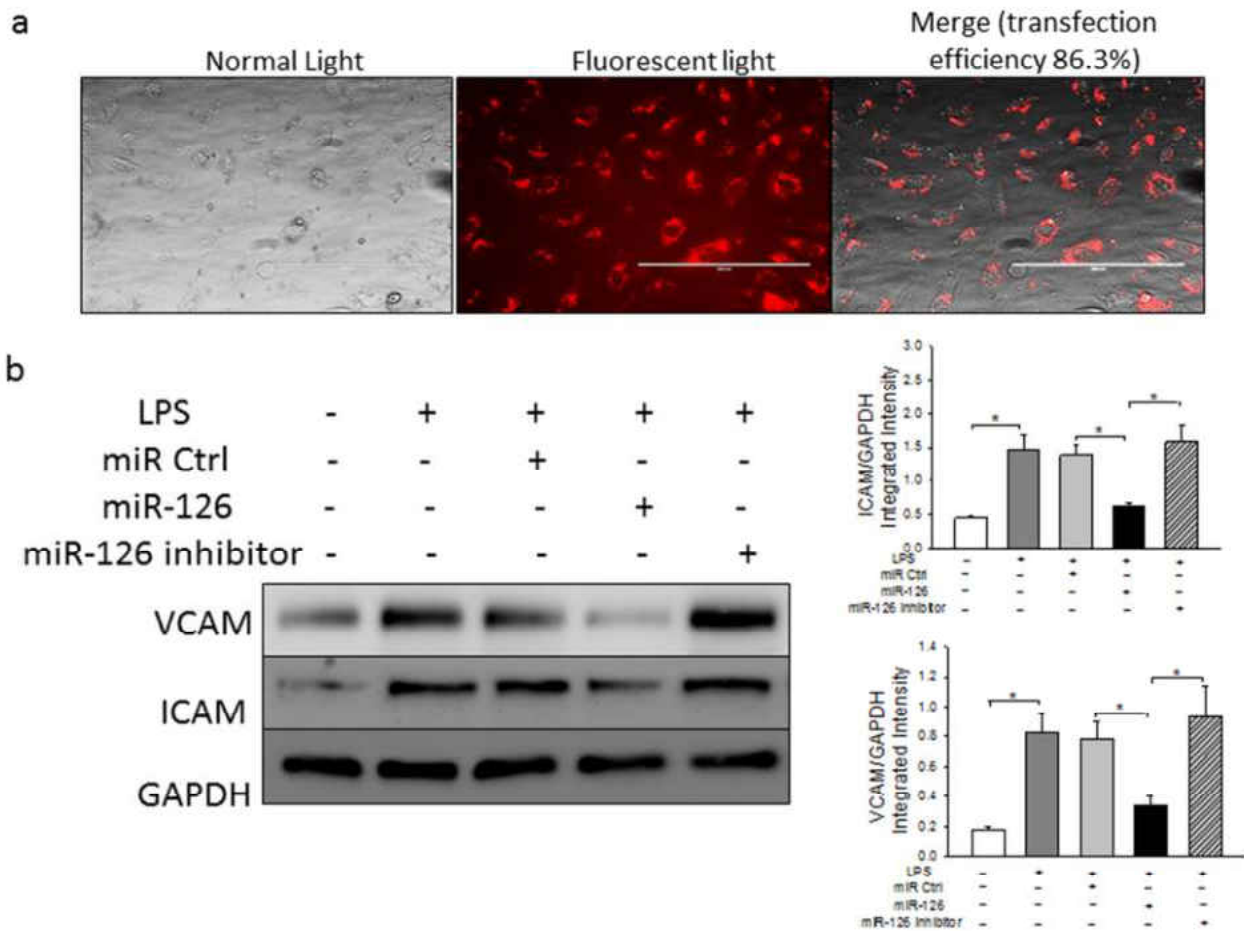 a
Normal Light
Fluorescent light
Merge (transfection
efficiency 86.3%)
b
LPS - + + + +
miR Ctrl - - + - -
miR-126 - - - + -
miR-126 inhibitor - - - - +
VCAM
ICAM
GAPDH
ICAM/GAPDH
Integrated Intensity
3.0
2.5
2.0
1.5
1.0
0.5
0.0
* * *
LPS - + + + +
miR Ctrl - - + - -
miR-126 - - - + -
miR-126 Inhibitor - - - - +
VCAM/GAPDH
Integrated Intensity
1.4
1.2
1.0
0.8
0.6
0.4
0.2
0.0
* * *
LPS - + + + +
miR Ctrl - - + - -
miR-126 - - - + -
miR-126 Inhibitor - - - - +